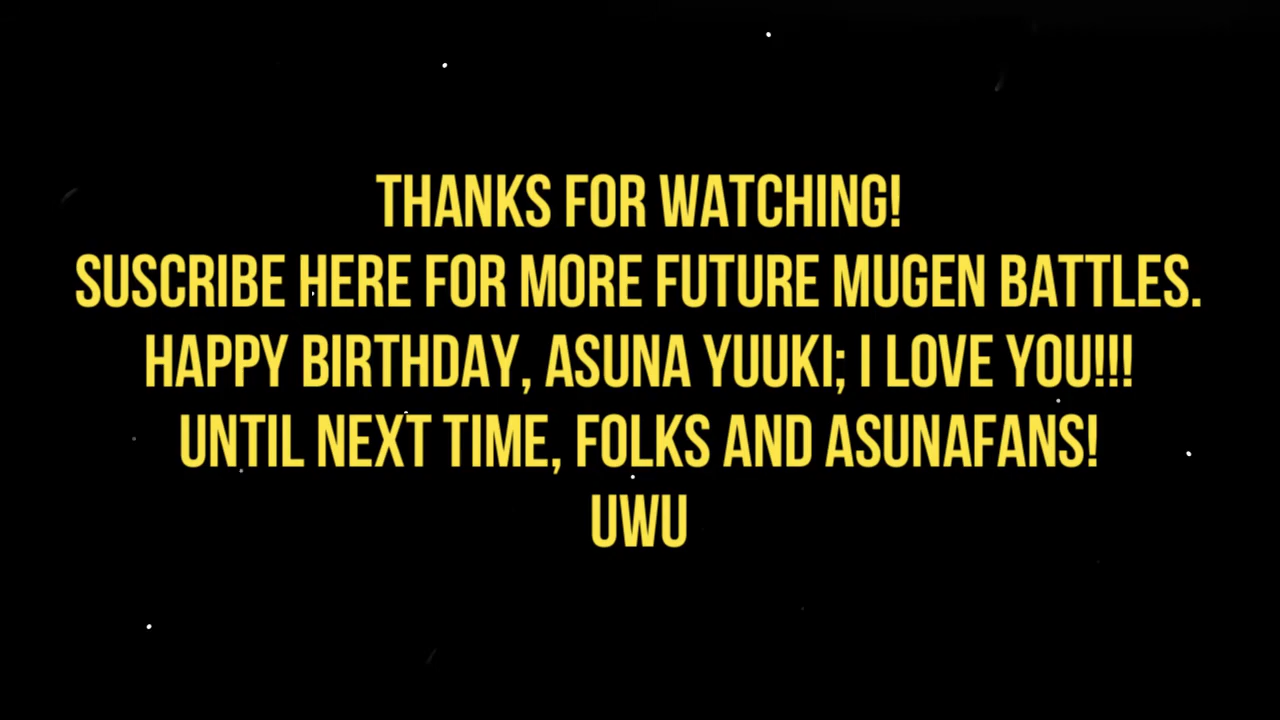 THANKS FOR WATCHING!
SUSCRIBE HERE FOR MORE FUTURE MUGEN BATTLES.
HAPPY BIRTHDAY, ASUNA YUUKI; I LOVE YOU!!!
UNTIL NEXT TIME, FOLKS AND ASUNAFANS!
UWU